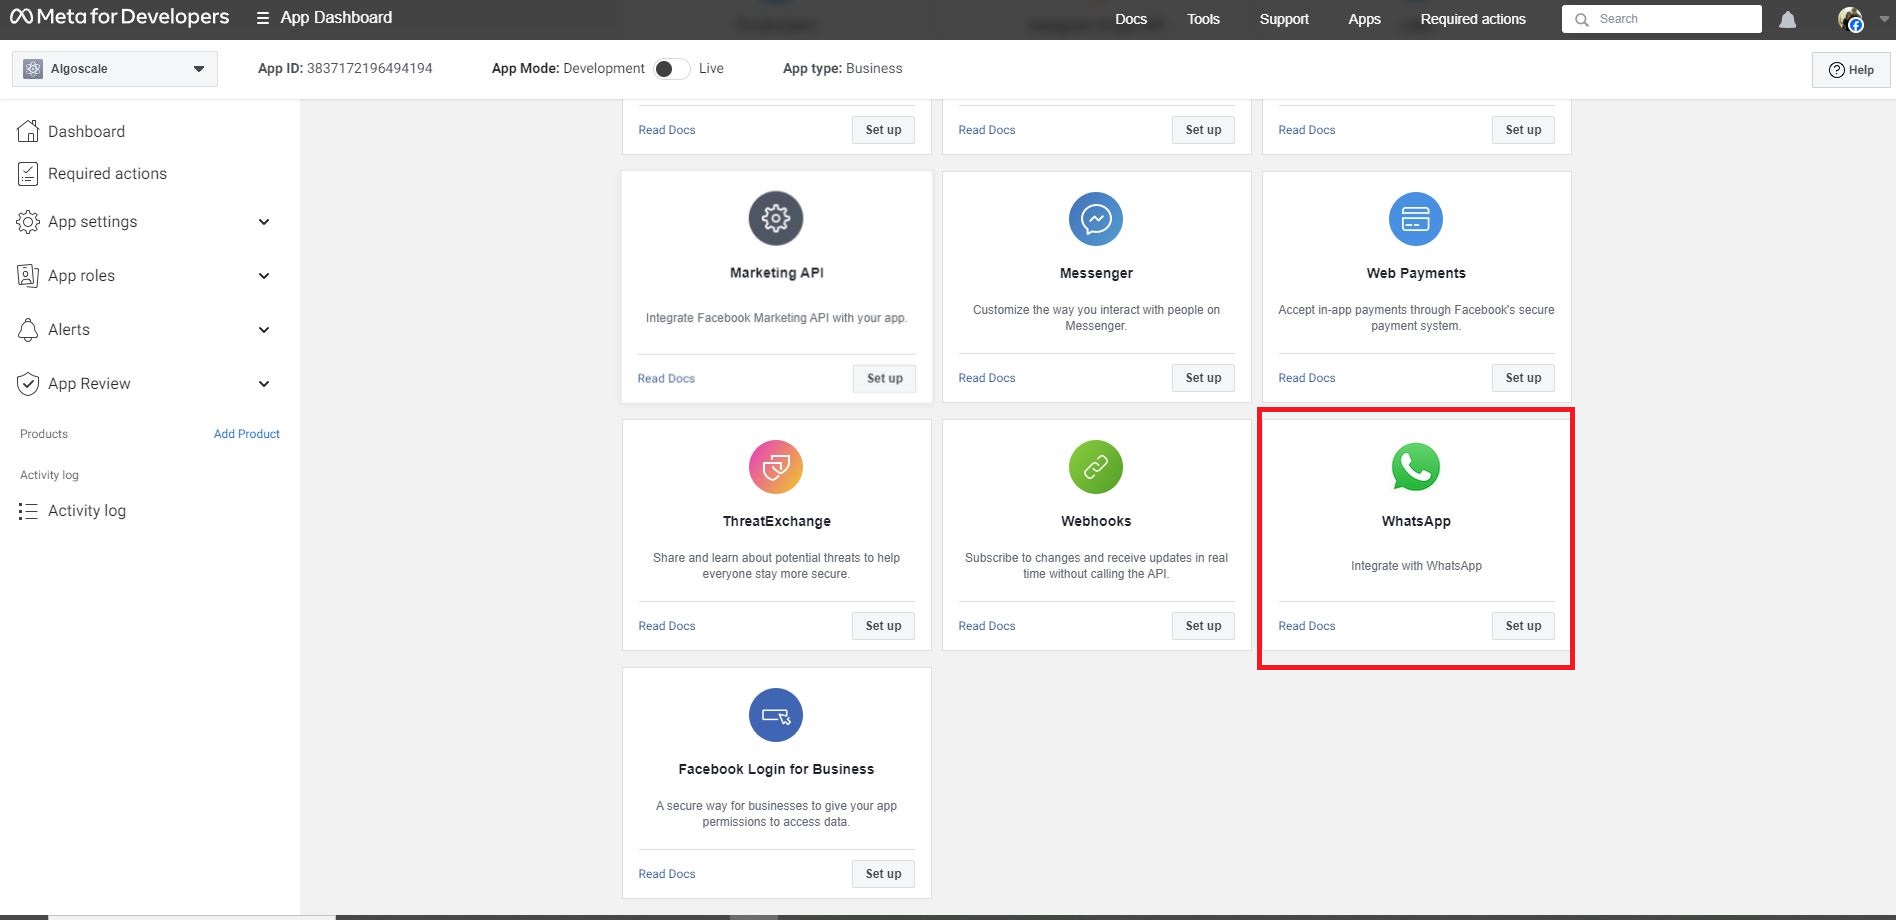 Meta for Developers
App Dashboard
Docs
Tools
Support
Apps
Required actions
Search
Algoscale
App ID: 3837172196494194
App Mode: Development
Live
App type: Business
Help
Dashboard
Required actions
App settings
App roles
Alerts
App Review
Products
Add Product
Activity log
Activity log
Read Docs
Set up
Read Docs
Set up
Read Docs
Set up
Marketing API
Integrate Facebook Marketing API with your app.
Read Docs
Set up
Messenger
Customize the way you interact with people on
Messenger.
Read Docs
Set up
Web Payments
Accept in-app payments through Facebook's secure
payment system.
Read Docs
Set up
ThreatExchange
Share and learn about potential threats to help
everyone stay more secure.
Read Docs
Set up
Webhooks
Subscribe to changes and receive updates in real
time without calling the API.
Read Docs
Set up
WhatsApp
Integrate with WhatsApp
Read Docs
Set up
Facebook Login for Business
A secure way for businesses to give your app
permissions to access data.
Read Docs
Set up